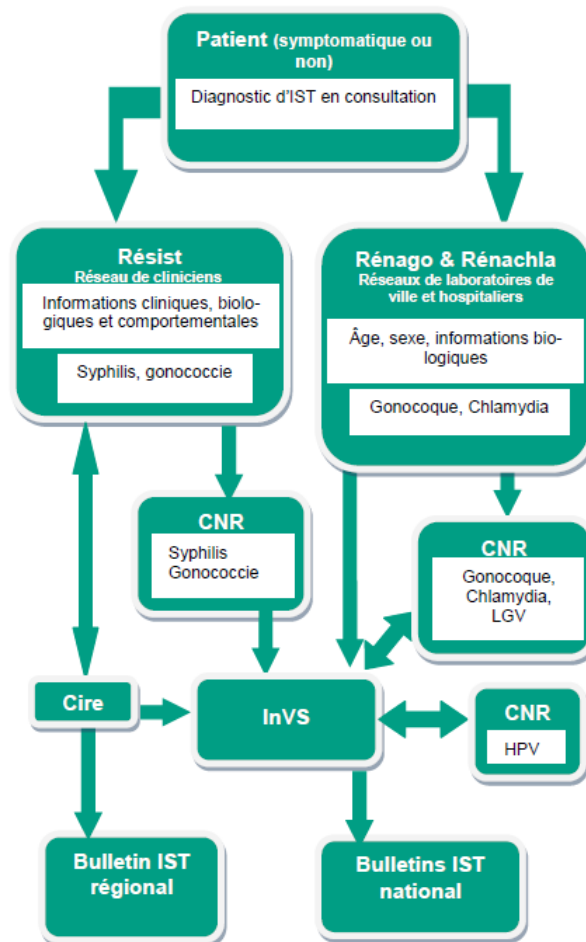 Patient (symptomatique ou
non)
Diagnostic d'IST en consultation
Résist
Réseau de cliniciens
Informations cliniques, biolo-
giques et comportementales
Syphilis, gonococcie
Rénago & Rénachla
Réseaux de laboratoires de
ville et hospitaliers
Âge, sexe, informations bio-
logiques
Gonocoque, Chlamydia
CNR
Syphilis
Gonococcie
CNR
Gonocoque,
Chlamydia,
LGV
Cire
InVS
CNR
HPV
Bulletin IST
régional
Bulletins IST
national